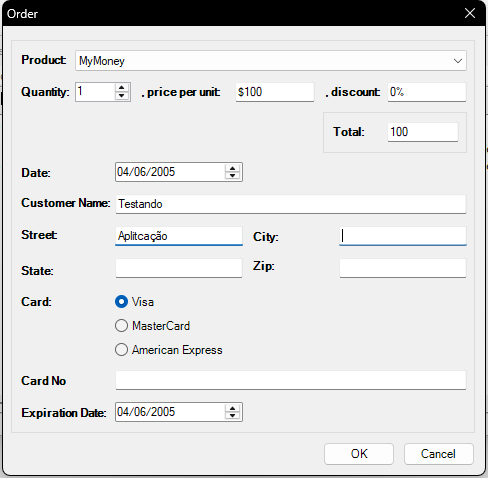 Order
Product: MyMoney
Quantity: 1 , price per unit: $100 , discount: 0%
Total: 100
Date: 04/06/2005
Customer Name: Testando
Street: Aplitcação City:
State: Zip:
Card: Visa
MasterCard
American Express
Card No
Expiration Date: 04/06/2005
OK Cancel